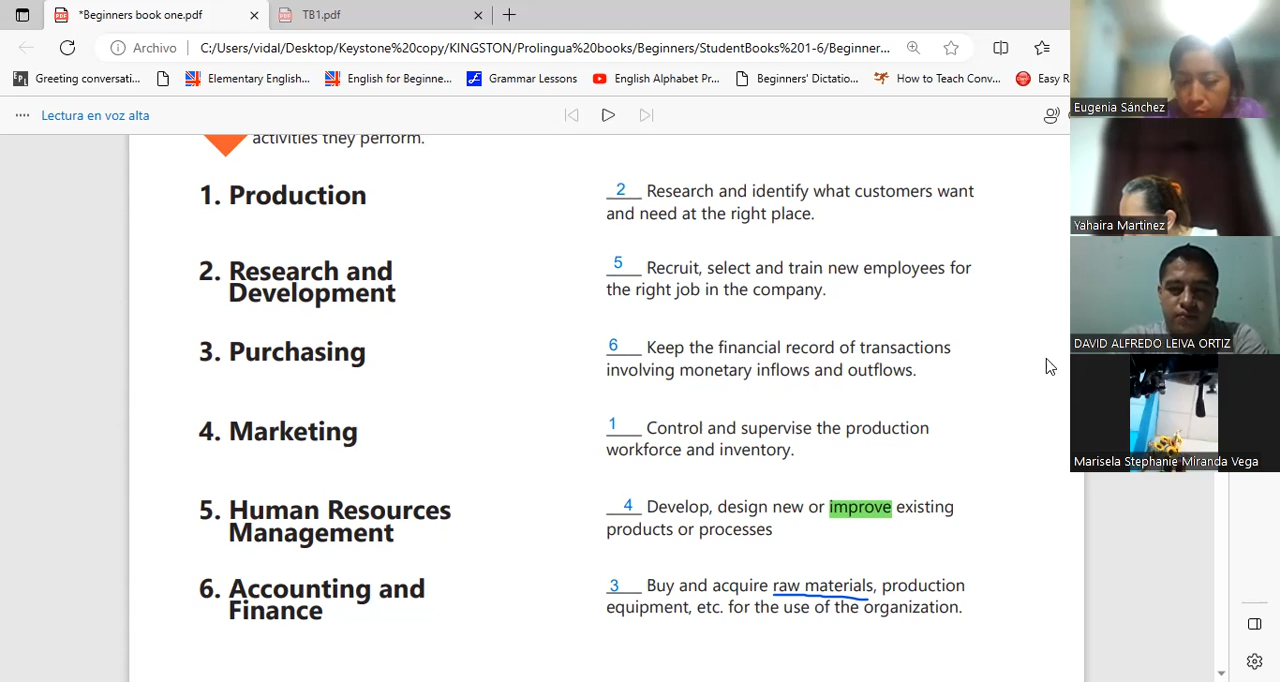 *Beginners book one.pdf
TB1.pdf
Archivo
C:/Users/vidal/Desktop/Keystone%20copy/KINGSTON/Prolingua%20books/Beginners/StudentBooks%201-6/Beginner...
Greeting conversati...
Elementary English...
English for Beginne...
Grammar Lessons
English Alphabet Pr...
Beginners' Dictatio...
How to Teach Conv...
Easy R
Lectura en voz alta
activities they perform.
1. Production
2 Research and identify what customers want
and need at the right place.
2. Research and
Development
5 Recruit, select and train new employees for
the right job in the company.
3. Purchasing
6 Keep the financial record of transactions
involving monetary inflows and outflows.
4. Marketing
1 Control and supervise the production
workforce and inventory.
5. Human Resources
Management
4 Develop, design new or improve existing
products or processes
6. Accounting and
Finance
3 Buy and acquire raw materials, production
equipment, etc. for the use of the organization.
Eugenia Sánchez
Yahaira Martinez
DAVID ALFREDO LEIVA ORTIZ
Marisela Stephanie Miranda Vega